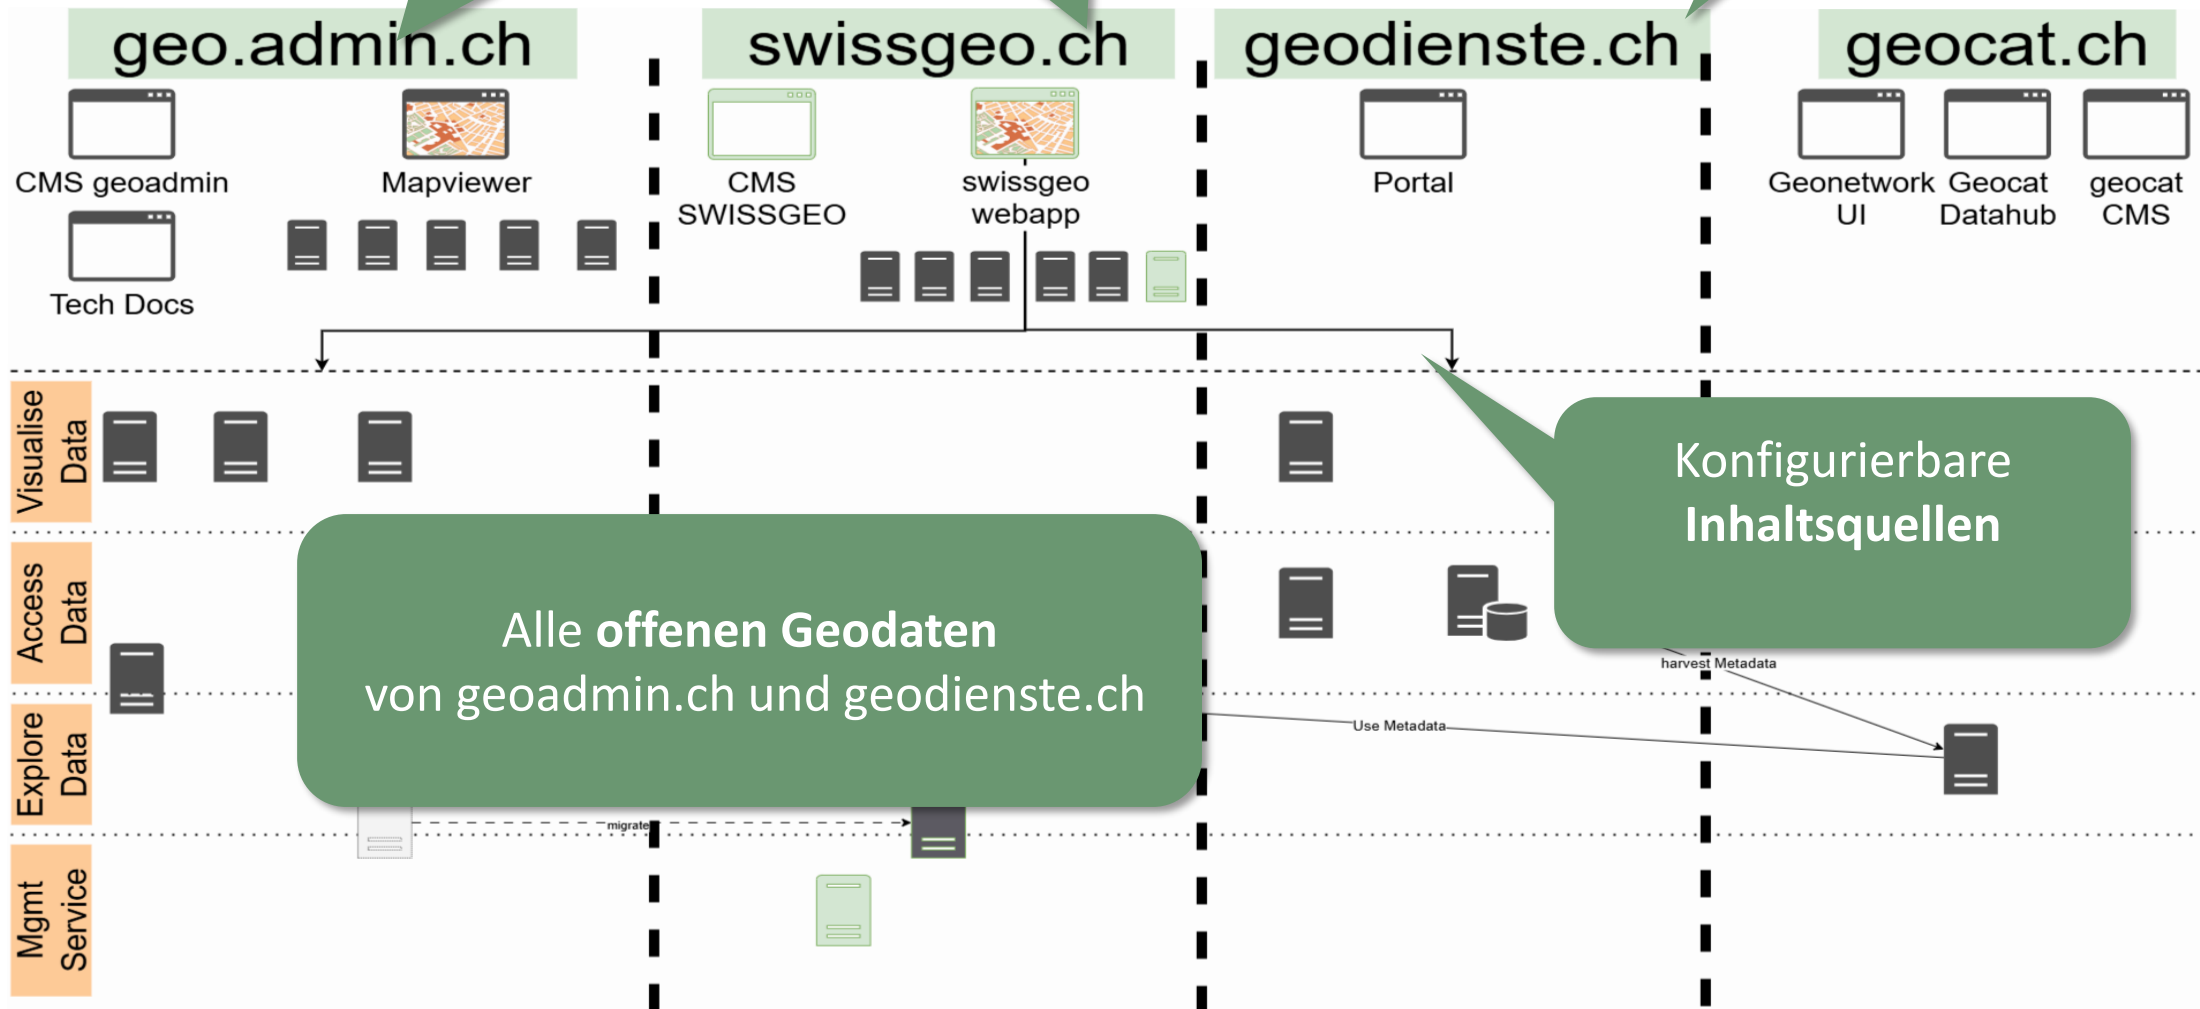 geo.admin.ch
swissgeo.ch
geodienste.ch
geocat.ch
CMS geoadmin
Mapviewer
CMS
SWISSGEO
swissgeo
webapp
Portal
Geonetwork
UI
Geocat
Datahub
geocat
CMS
Tech Docs
Visualise
Data
Konfigurierbare
Inhaltsquellen
Access
Data
Alle offenen Geodaten
von geoadmin.ch und geodienste.ch
harvest Metadata
Use Metadata
Explore
Data
migrate
Mgmt
Service